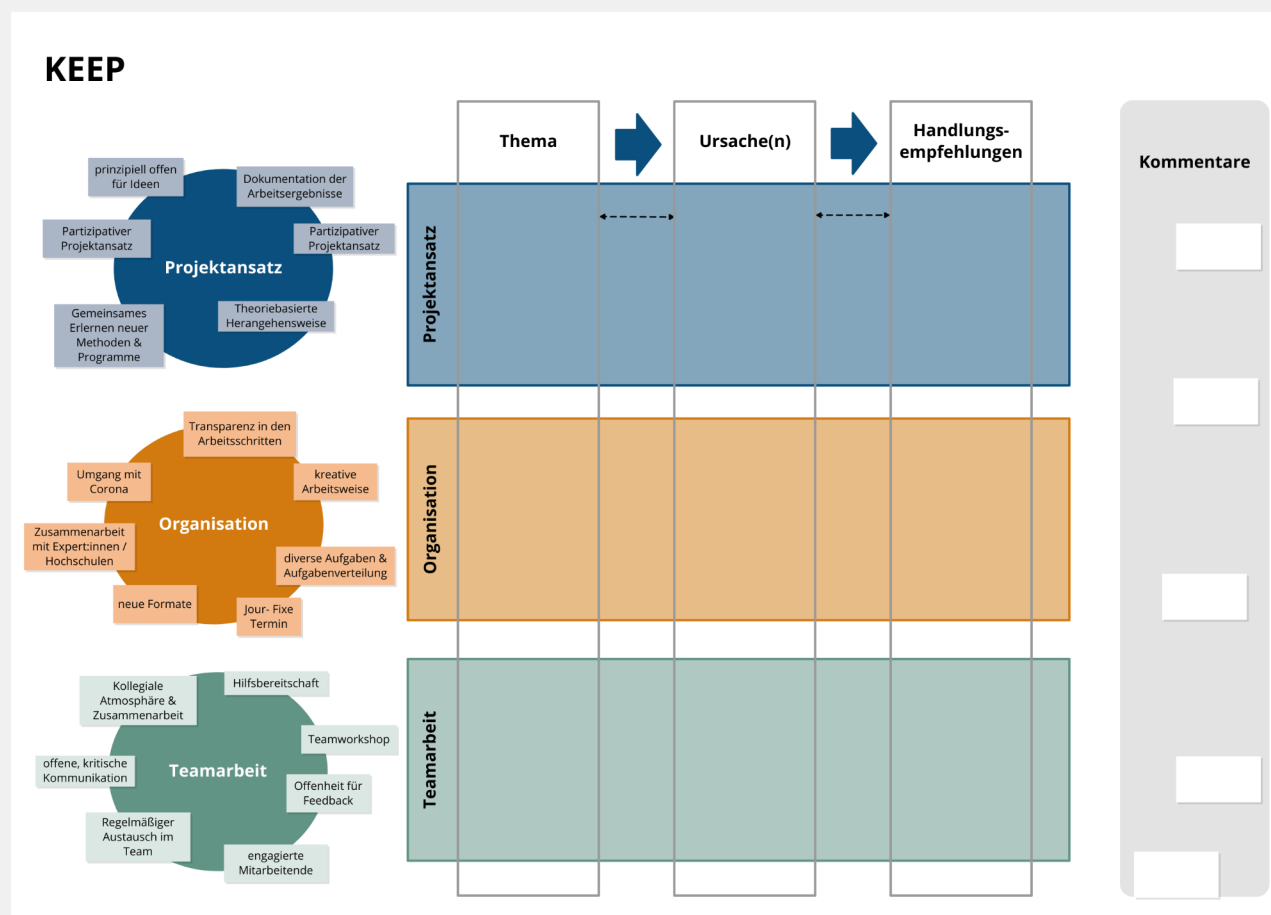 KEEP
Thema
Ursache(n)
Handlungs-
empfehlungen
Kommentare
prinzipiell offen
für Ideen
Dokumentation der
Arbeitsergebnisse
Partizipativer
Projektansatz
Partizipativer
Projektansatz
Projektansatz
Gemeinsames
Erlernen neuer
Methoden &
Programme
Theoriebasierte
Herangehensweise
Projektansatz
Transparenz in den
Arbeitsschritten
Umgang mit
Corona
kreative
Arbeitsweise
Organisation
Zusammenarbeit
mit Expert:innen /
Hochschulen
diverse Aufgaben &
Aufgabenverteilung
neue Formate
Jour- Fixe
Termin
Organisation
Kollegiale
Atmosphäre &
Zusammenarbeit
Hilfsbereitschaft
Teamworkshop
offene, kritische
Kommunikation
Teamarbeit
Offenheit für
Feedback
Regelmäßiger
Austausch im
Team
engagierte
Mitarbeitende
Teamarbeit